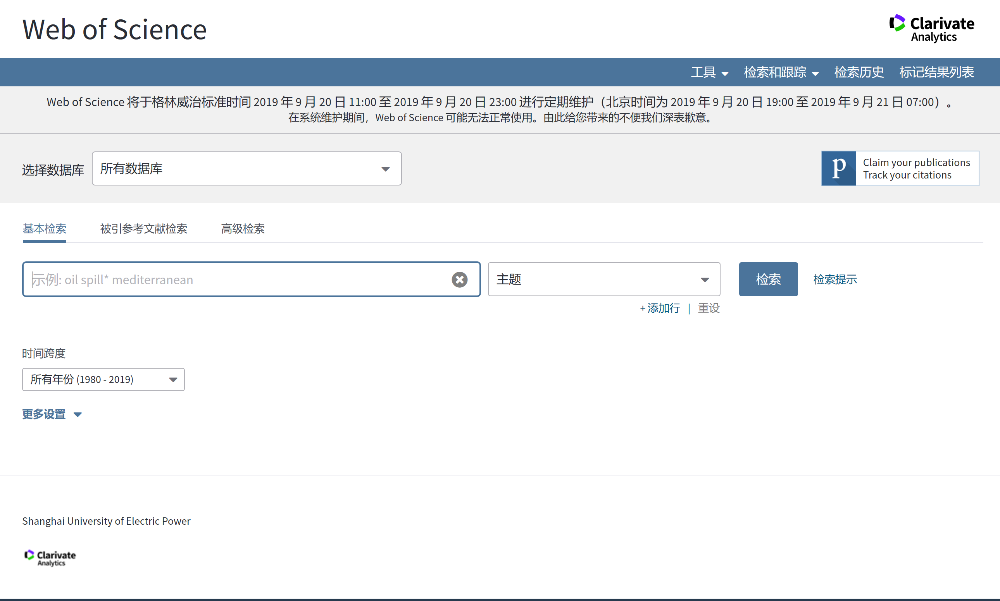 Web of Science
Clarivate
Analytics
工具 检索和跟踪 检索历史 标记结果列表
Web of Science 将于格林威治标准时间 2019 年 9 月 20 日 11:00 至 2019 年 9 月 20 日 23:00 进行定期维护（北京时间为 2019 年 9 月 20 日 19:00 至 2019 年 9 月 21 日 07:00）。
在系统维护期间，Web of Science 可能无法正常使用。由此给您带来的不便我们深表歉意。
选择数据库 所有数据库
p
Claim your publications
Track your citations
基本检索 被引参考文献检索 高级检索
示例: oil spill* mediterranean 主题 检索 检索提示
+ 添加行 | 重设
时间跨度
所有年份 (1980 - 2019)
更多设置
Shanghai University of Electric Power
Clarivate
Analytics